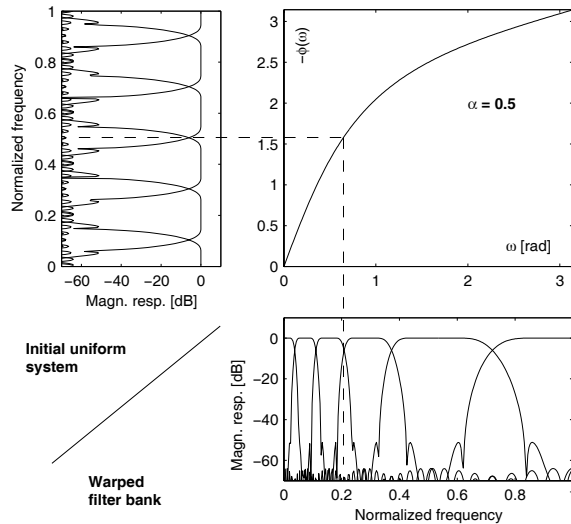 1
0.8
0.6
0.4
0.2
0
Normalized frequency
−60 −40 −20 0
Magn. resp. [dB]
3
2.5
2
1.5
1
0.5
0
0 1 2 3
-ϕ(ω)
α = 0.5
ω [rad]
Initial uniform
system
Warped
filter bank
0
−20
−40
−60
Magn. resp. [dB]
0 0.2 0.4 0.6 0.8
Normalized frequency